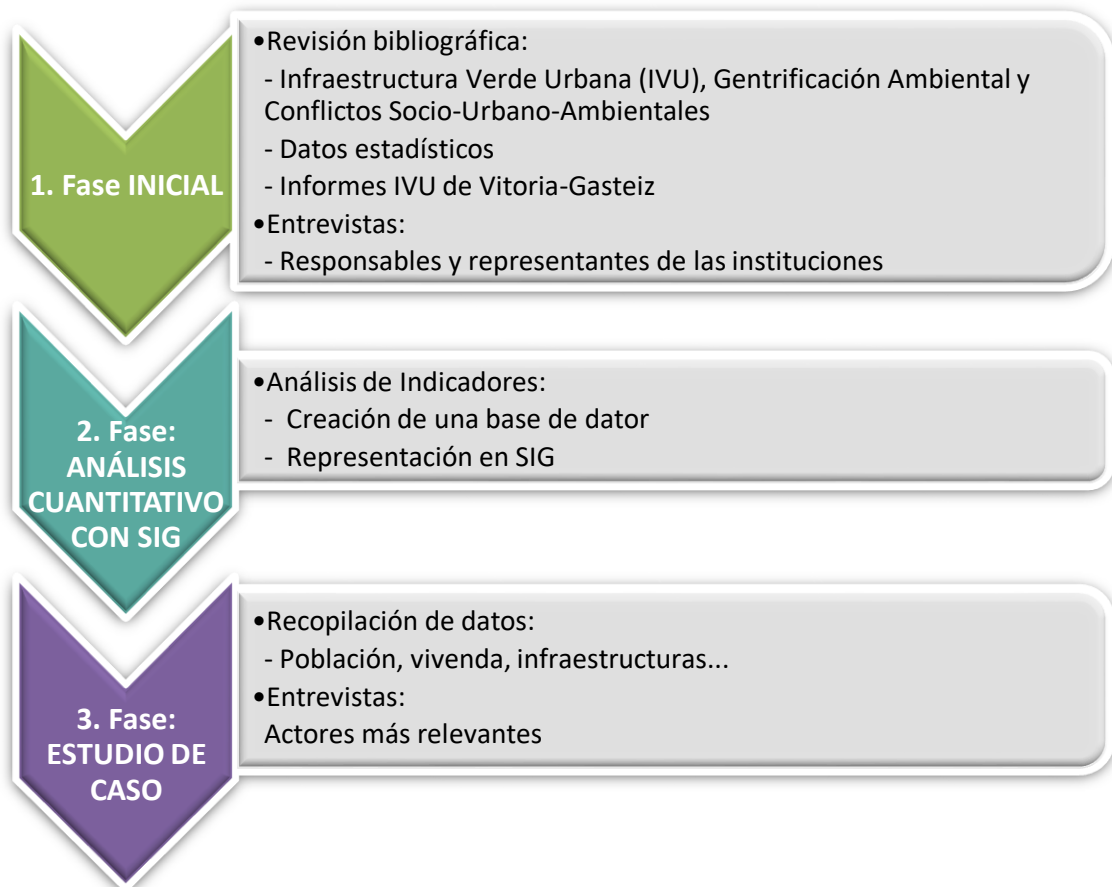 1. Fase INICIAL
•Revisión bibliográfica:
- Infraestructura Verde Urbana (IVU), Gentrificación Ambiental y
Conflictos Socio-Urbano-Ambientales
- Datos estadísticos
- Informes IVU de Vitoria-Gasteiz
•Entrevistas:
- Responsables y representantes de las instituciones
2. Fase:
ANÁLISIS
CUANTITATIVO
CON SIG
•Análisis de Indicadores:
- Creación de una base de dator
- Representación en SIG
3. Fase:
ESTUDIO DE
CASO
•Recopilación de datos:
- Población, vivenda, infraestructuras...
•Entrevistas:
Actores más relevantes